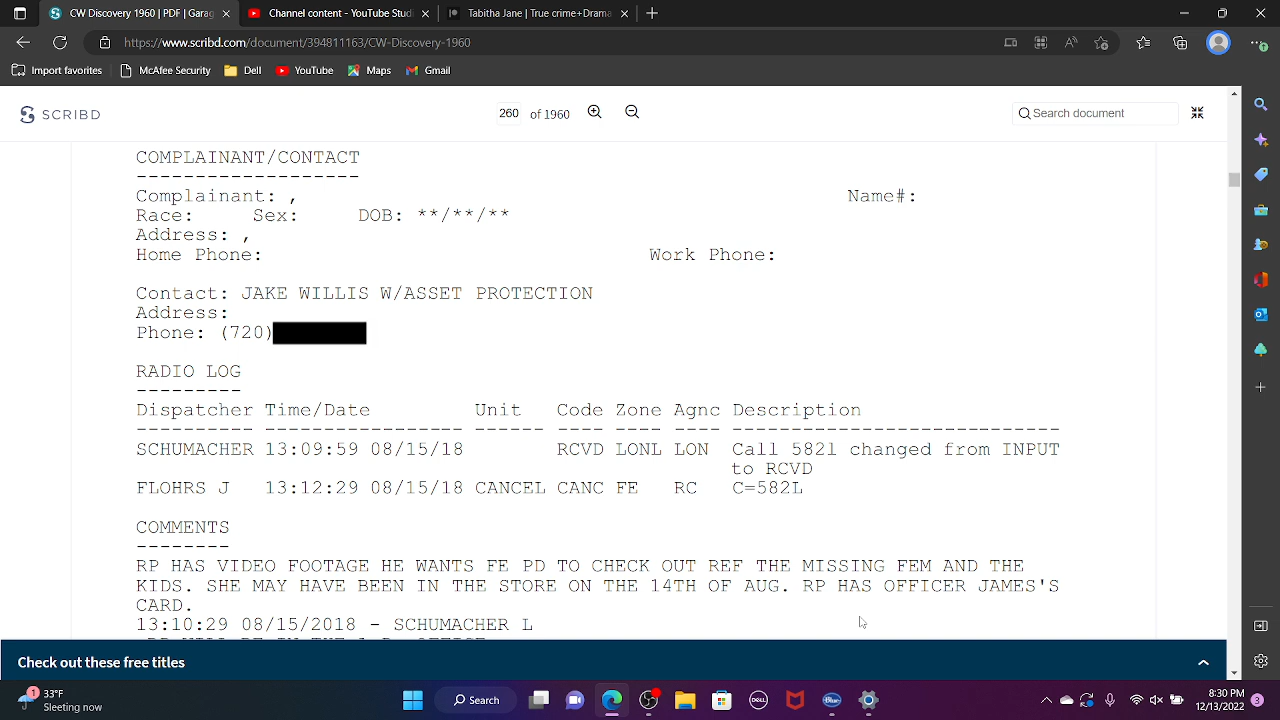 CW Discovery 1960 | PDF | Garag
Channel content - YouTube Stud
Tabitha Jane | True crime+Drama
https://www.scribd.com/document/394811163/CW-Discovery-1960
Import favorites
McAfee Security
Dell
YouTube
Maps
Gmail
SCRIBD
260 of 1960
Search document
COMPLAINANT/CONTACT
------------------
Complainant: , Name#:
Race: Sex: DOB: **/**/**
Address: ,
Home Phone: Work Phone:
Contact: JAKE WILLIS W/ASSET PROTECTION
Address:
Phone: (720)
RADIO LOG
---------
Dispatcher Time/Date Unit Code Zone Agnc Description
---------- ----------------- ------ ---- ---- ---- ----------------------------
SCHUMACHER 13:09:59 08/15/18 RCVD LONL LON Call 582l changed from INPUT
to RCVD
FLOHRS J 13:12:29 08/15/18 CANCEL CANC FE RC C=582L
COMMENTS
--------
RP HAS VIDEO FOOTAGE HE WANTS FE PD TO CHECK OUT REF THE MISSING FEM AND THE
KIDS. SHE MAY HAVE BEEN IN THE STORE ON THE 14TH OF AUG. RP HAS OFFICER JAMES'S
CARD.
13:10:29 08/15/2018 - SCHUMACHER L
Check out these free titles
1
33°F
Sleeting now
Search
DELL
Blue
8:30 PM
12/13/2022
3